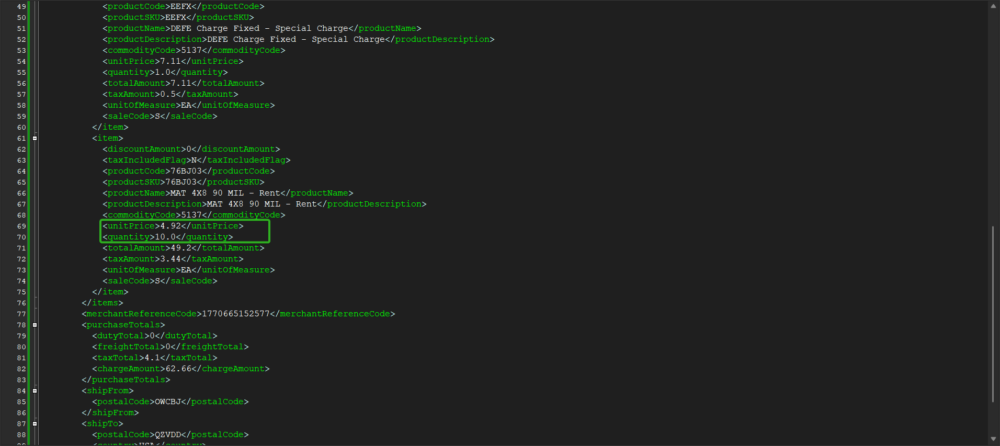 49 <productCode>EEFX</productCode>
50 <productSKU>EEFX</productSKU>
51 <productName>DEFE Charge Fixed - Special Charge</productName>
52 <productDescription>DEFE Charge Fixed - Special Charge</productDescription>
53 <commodityCode>5137</commodityCode>
54 <unitPrice>7.11</unitPrice>
55 <quantity>1.0</quantity>
56 <totalAmount>7.11</totalAmount>
57 <taxAmount>0.5</taxAmount>
58 <unitOfMeasure>EA</unitOfMeasure>
59 <saleCode>S</saleCode>
60 </item>
61 <item>
62 <discountAmount>0</discountAmount>
63 <taxIncludedFlag>N</taxIncludedFlag>
64 <productCode>76BJ03</productCode>
65 <productSKU>76BJ03</productSKU>
66 <productName>MAT 4X8 90 MIL - Rent</productName>
67 <productDescription>MAT 4X8 90 MIL - Rent</productDescription>
68 <commodityCode>5137</commodityCode>
69 <unitPrice>4.92</unitPrice>
70 <quantity>10.0</quantity>
71 <totalAmount>49.2</totalAmount>
72 <taxAmount>3.44</taxAmount>
73 <unitOfMeasure>EA</unitOfMeasure>
74 <saleCode>S</saleCode>
75 </item>
76 </items>
77 <merchantReferenceCode>1770665152577</merchantReferenceCode>
78 <purchaseTotals>
79 <dutyTotal>0</dutyTotal>
80 <freightTotal>0</freightTotal>
81 <taxTotal>4.1</taxTotal>
82 <chargeAmount>62.66</chargeAmount>
83 </purchaseTotals>
84 <shipFrom>
85 <postalCode>OWCBJ</postalCode>
86 </shipFrom>
87 <shipTo>
88 <postalCode>QZVDD</postalCode>
89 <country>USA</country>